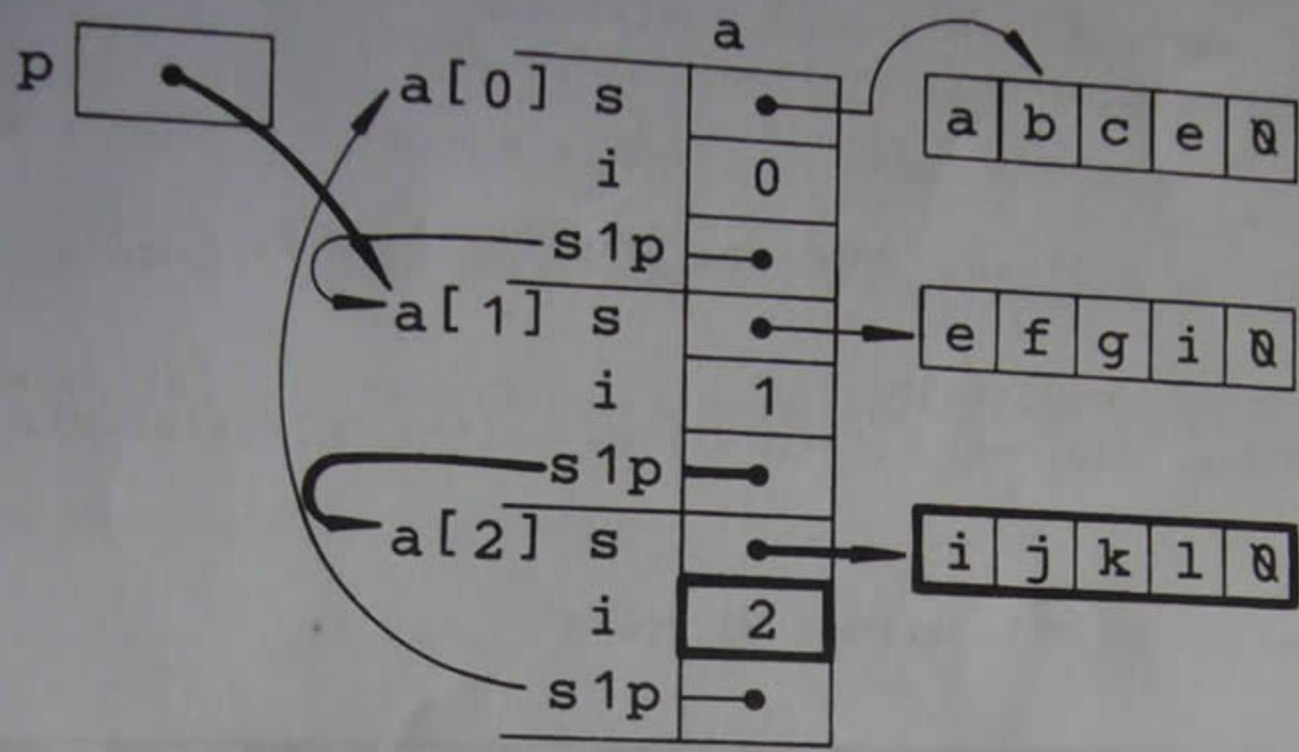 a
p
a[0] s a b c e 0
i 0
s1p
a[1] s e f g i 0
i 1
s1p
a[2] s i j k l 0
i 2
s1p